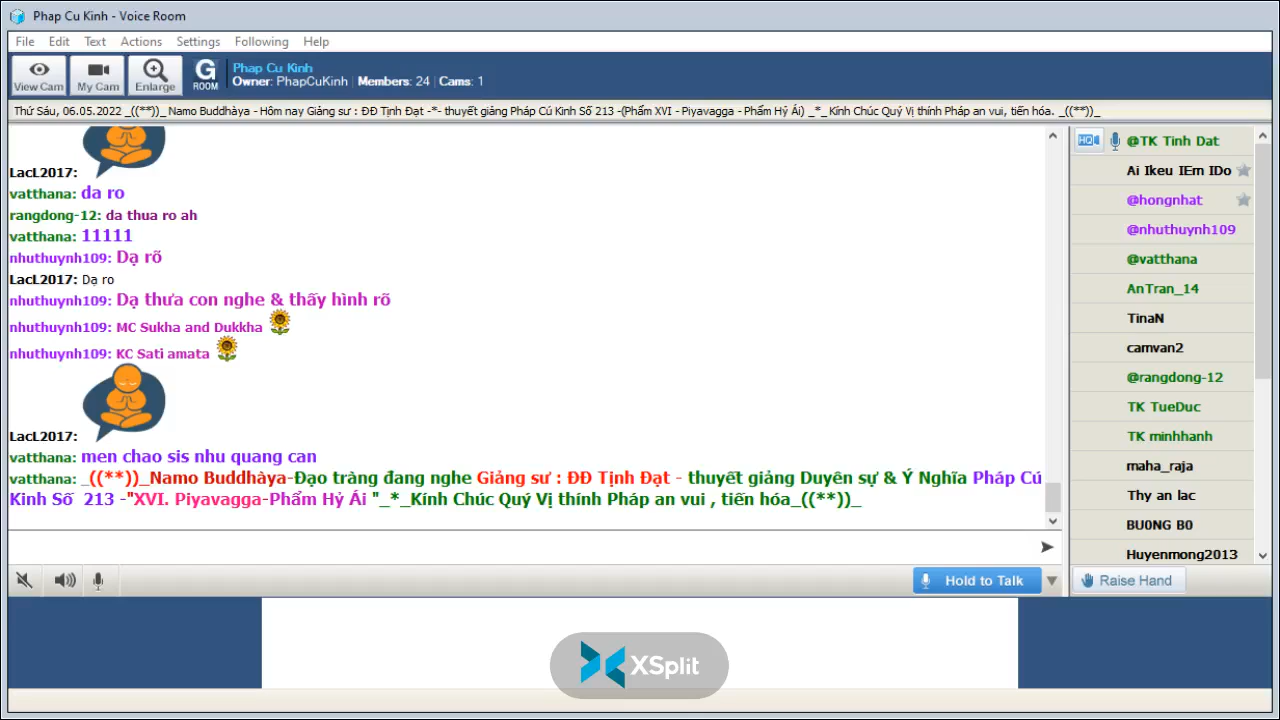 Phap Cu Kinh - Voice Room
File Edit Text Actions Settings Following Help
View Cam My Cam Enlarge G ROOM
Phap Cu Kinh
Owner: PhapCuKinh | Members: 24 | Cams: 1
Thứ Sáu, 06.05.2022 _((**))_ Namo Buddhàya - Hôm nay Giảng sư : ĐĐ Tịnh Đạt -*- thuyết giảng Pháp Cú Kinh Số 213 -(Phẩm XVI - Piyavagga - Phẩm Hỷ Ái) _*_ Kính Chúc Quý Vị thính Pháp an vui, tiến hóa. _((**))_
LacL2017:
vatthana: da ro
rangdong-12: da thua ro ah
vatthana: 11111
nhuthuynh109: Dạ rõ
LacL2017: Dạ ro
nhuthuynh109: Dạ thưa con nghe & thấy hình rõ
nhuthuynh109: MC Sukha and Dukkha
nhuthuynh109: KC Sati amata
LacL2017:
vatthana: men chao sis nhu quang can
vatthana: _((**))_Namo Buddhàya-Đạo tràng đang nghe Giảng sư : ĐĐ Tịnh Đạt - thuyết giảng Duyên sự & Ý Nghĩa Pháp Cú
Kinh Số 213 -"XVI. Piyavagga-Phẩm Hỷ Ái "_*_Kính Chúc Quý Vị thính Pháp an vui , tiến hóa_((**))_
HQ
@TK Tinh Dat
Ai Ikeu IEm IDo
@hongnhat
@nhuthuynh109
@vatthana
AnTran_14
TinaN
camvan2
@rangdong-12
TK TueDuc
TK minhhanh
maha_raja
Thy an lac
BU0NG B0
Huyenmong2013
Hold to Talk
Raise Hand
XSplit